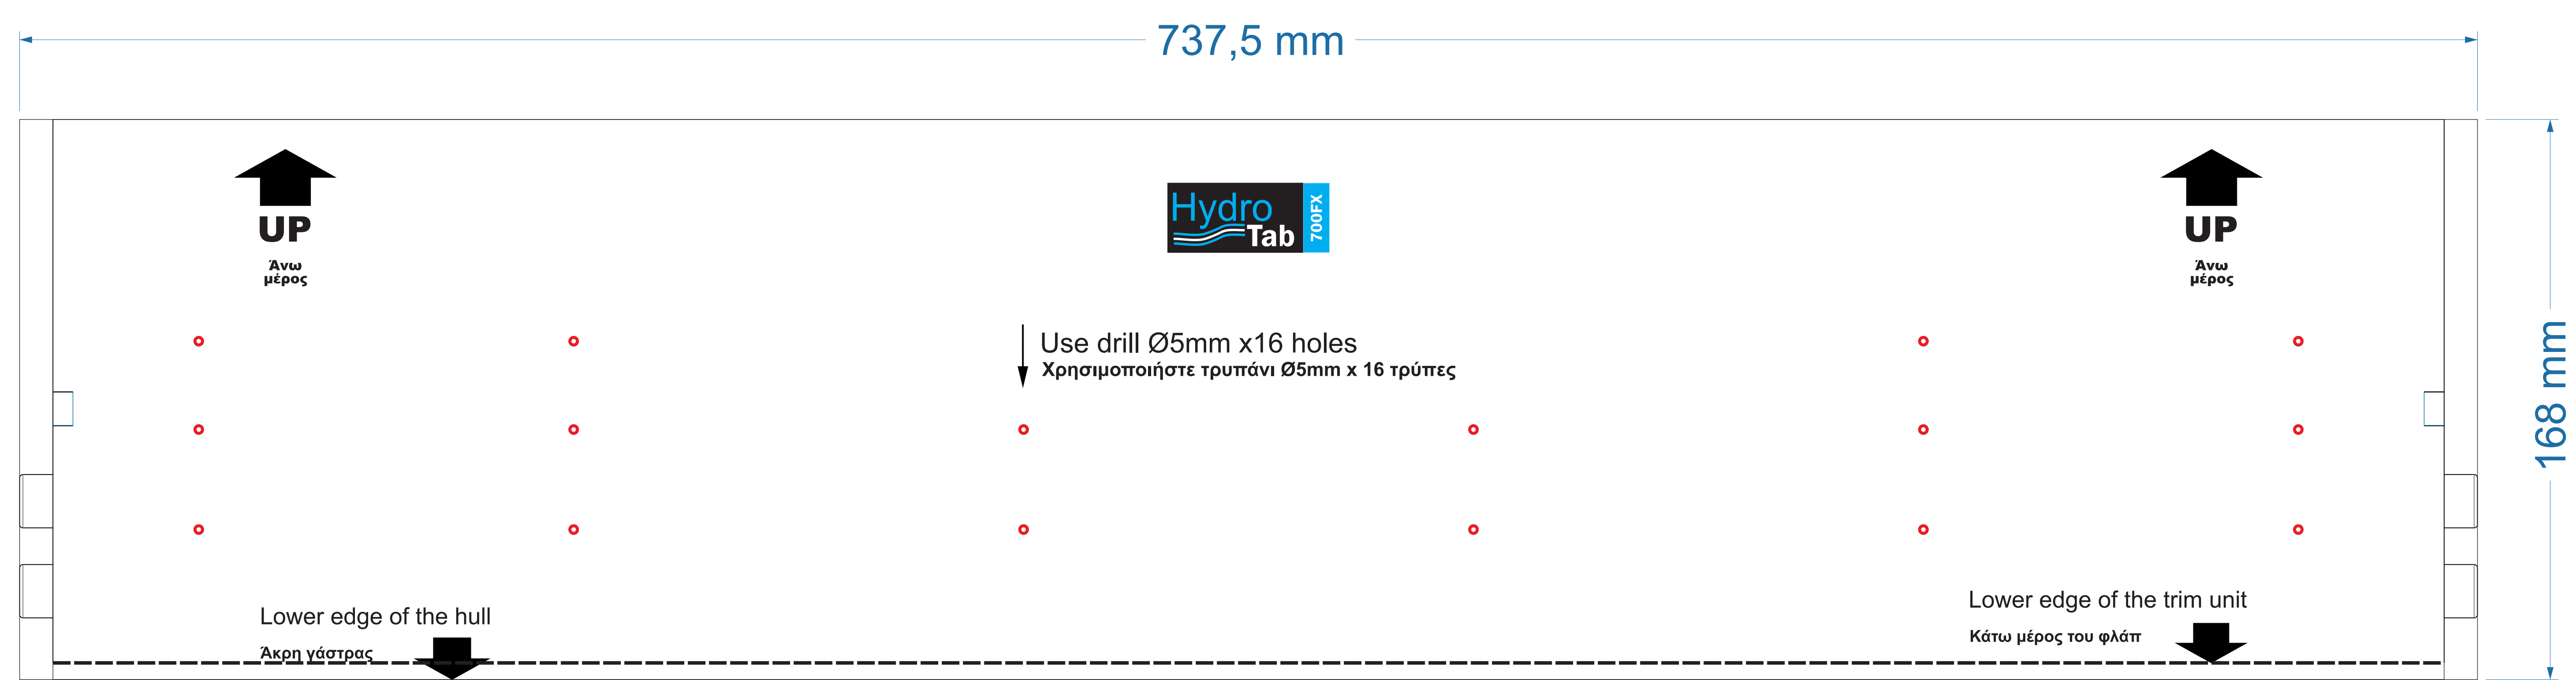 737,5 mm
UP
Άνω
μέρος
Hydro
Tab
700FX
UP
Άνω
μέρος
Use drill Ø5mm x16 holes
Χρησιμοποιήστε τρυπάνι Ø5mm x 16 τρύπες
168 mm
Lower edge of the hull
Άκρη γάστρας
Lower edge of the trim unit
Κάτω μέρος του φλάπ